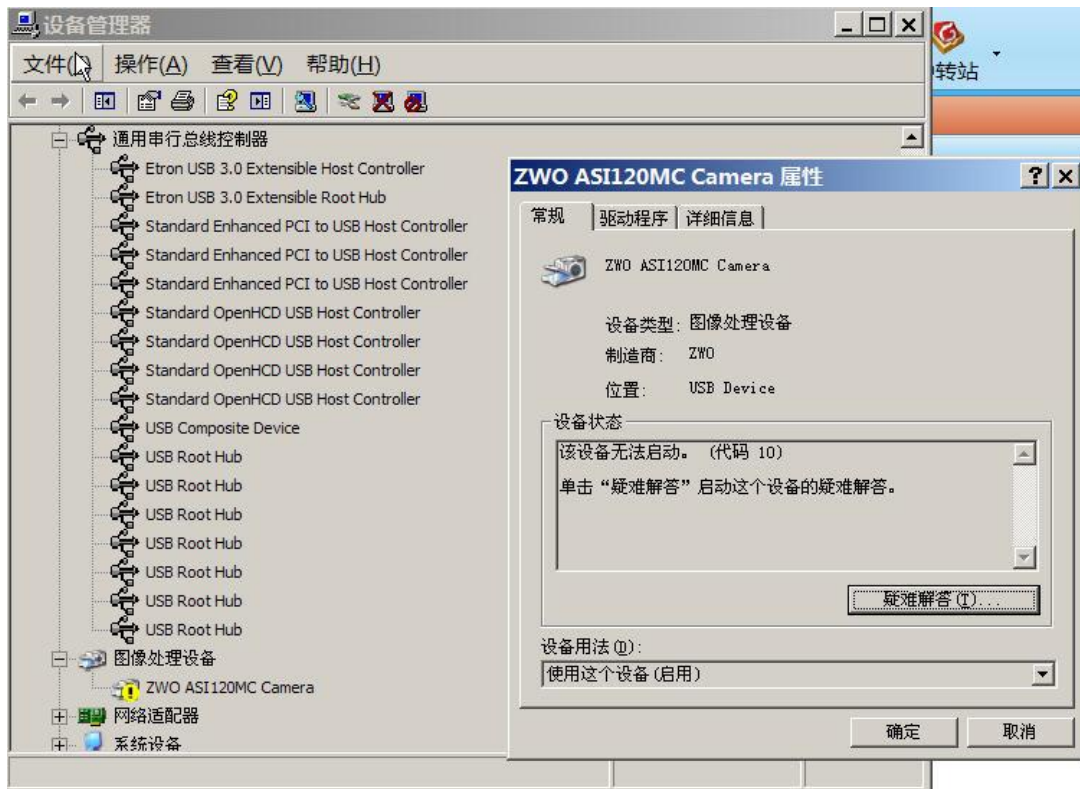 设备管理器
文件(F) 操作(A) 查看(V) 帮助(H)
转站
通用串行总线控制器
Etron USB 3.0 Extensible Host Controller
Etron USB 3.0 Extensible Root Hub
Standard Enhanced PCI to USB Host Controller
Standard Enhanced PCI to USB Host Controller
Standard Enhanced PCI to USB Host Controller
Standard OpenHCD USB Host Controller
Standard OpenHCD USB Host Controller
Standard OpenHCD USB Host Controller
Standard OpenHCD USB Host Controller
USB Composite Device
USB Root Hub
USB Root Hub
USB Root Hub
USB Root Hub
USB Root Hub
USB Root Hub
USB Root Hub
图像处理设备
ZWO ASI120MC Camera
网络适配器
系统设备
ZWO ASI120MC Camera 属性
常规 驱动程序 详细信息
ZWO ASI120MC Camera
设备类型: 图像处理设备
制造商: ZWO
位置: USB Device
设备状态
该设备无法启动。 (代码 10)
单击“疑难解答”启动这个设备的疑难解答。
疑难解答(T)...
设备用法(D):
使用这个设备(启用)
确定 取消